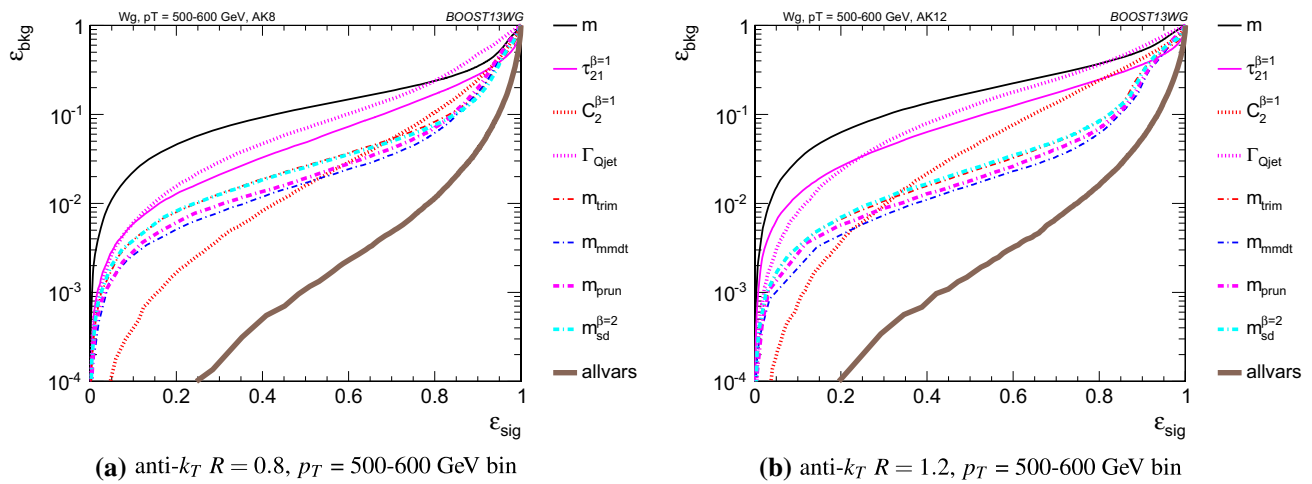 Wg, pT = 500-600 GeV, AK8
BOOST13WG
ε_bkg
1
10⁻¹
10⁻²
10⁻³
10⁻⁴
0 0.2 0.4 0.6 0.8 1
ε_sig
m
τ₂₁^β=1
C₂^β=1
Γ_Qjet
m_trim
m_mmdt
m_prun
m_sd^β=2
allvars
(a) anti-k_T R = 0.8, p_T = 500-600 GeV bin
Wg, pT = 500-600 GeV, AK12
BOOST13WG
ε_bkg
1
10⁻¹
10⁻²
10⁻³
10⁻⁴
0 0.2 0.4 0.6 0.8 1
ε_sig
m
τ₂₁^β=1
C₂^β=1
Γ_Qjet
m_trim
m_mmdt
m_prun
m_sd^β=2
allvars
(b) anti-k_T R = 1.2, p_T = 500-600 GeV bin